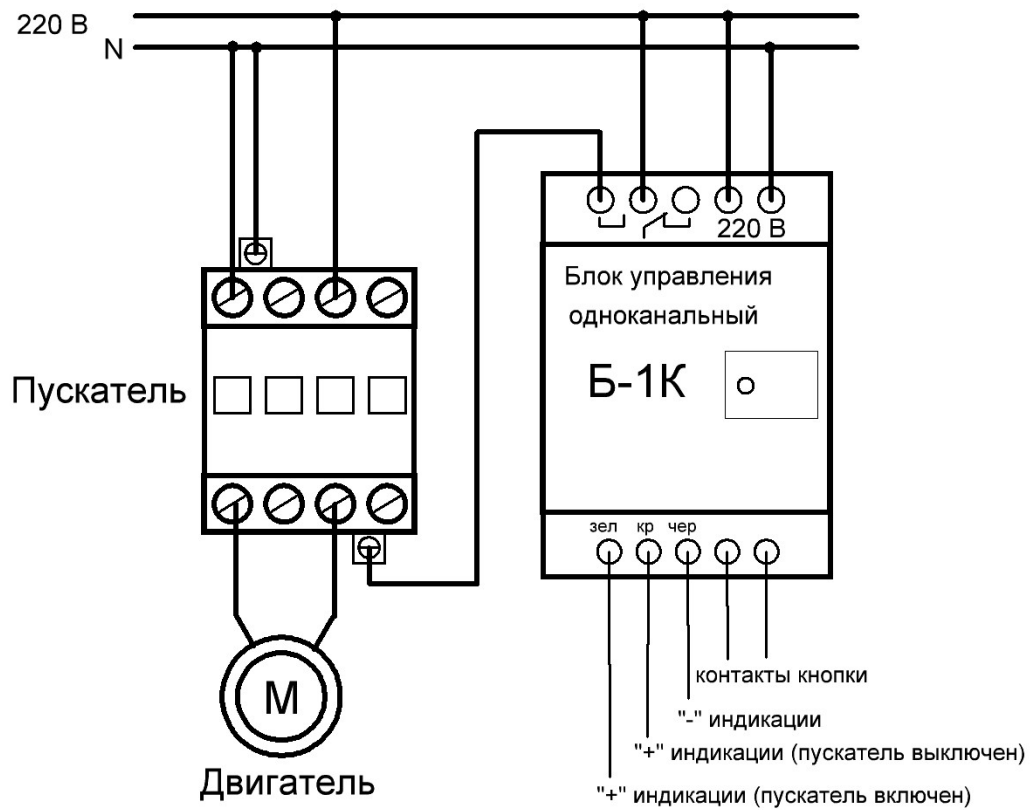 220 В
N
220 В
Блок управления
одноканальный
Б-1К
Пускатель
зел кр чер
контакты кнопки
"-" индикации
"+" индикации (пускатель выключен)
"+" индикации (пускатель включен)
М
Двигатель